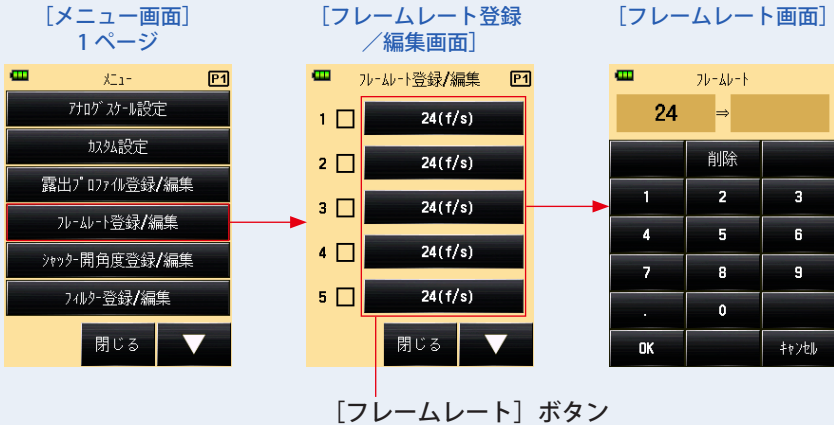 [メニュー画面]
1 ページ
ﾒﾆｭｰ
P1
ｱﾅﾛｸﾞｽｹｰﾙ設定
ｶｽﾀﾑ設定
露出ﾌﾟﾛﾌｧｲﾙ登録/編集
ﾌﾚｰﾑﾚｰﾄ登録/編集
ｼｬｯﾀｰ開角度登録/編集
ﾌｨﾙﾀｰ登録/編集
閉じる
▼
[フレームレート登録
/編集画面]
ﾌﾚｰﾑﾚｰﾄ登録/編集
P1
1 □ 24(f/s)
2 □ 24(f/s)
3 □ 24(f/s)
4 □ 24(f/s)
5 □ 24(f/s)
閉じる
▼
[フレームレート]ボタン
[フレームレート画面]
ﾌﾚｰﾑﾚｰﾄ
24 ⇒
削除
1 2 3
4 5 6
7 8 9
. 0
OK ｷｬﾝｾﾙ